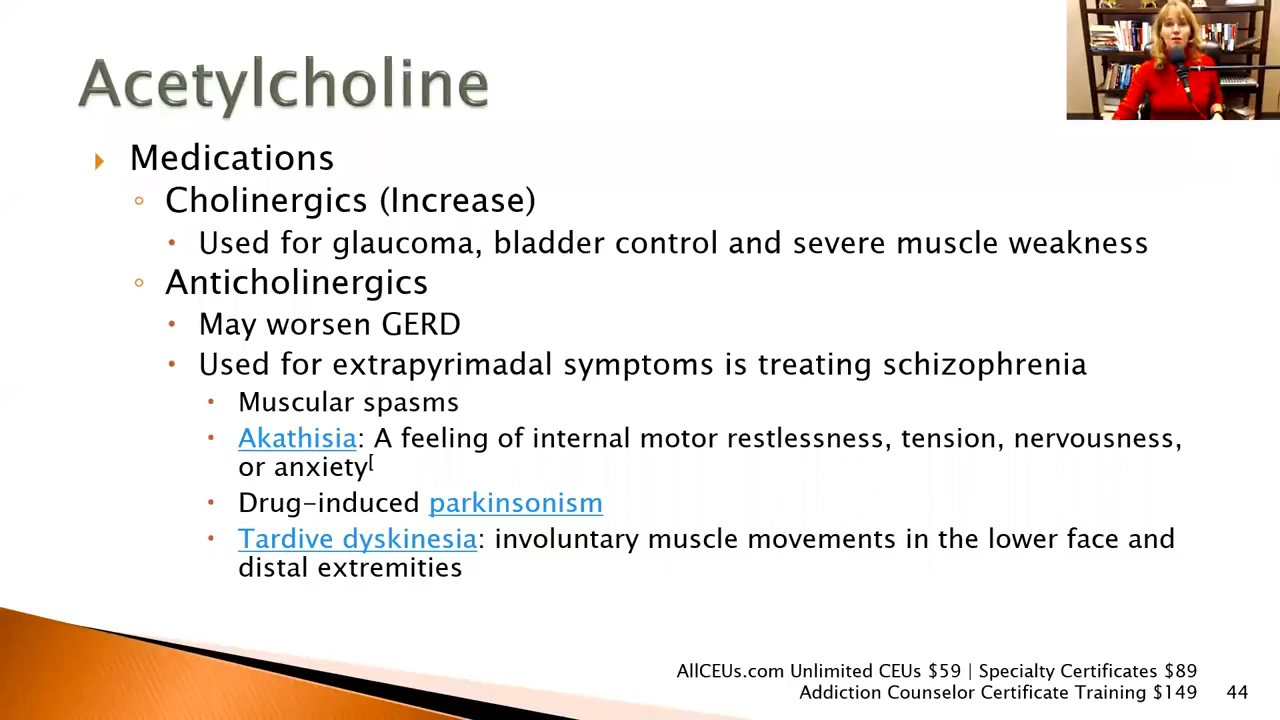 Acetylcholine
Medications
Cholinergics (Increase)
Used for glaucoma, bladder control and severe muscle weakness
Anticholinergics
May worsen GERD
Used for extrapyrimadal symptoms is treating schizophrenia
Muscular spasms
Akathisia: A feeling of internal motor restlessness, tension, nervousness,
or anxiety[
Drug-induced parkinsonism
Tardive dyskinesia: involuntary muscle movements in the lower face and
distal extremities
AllCEUs.com Unlimited CEUs $59 | Specialty Certificates $89
Addiction Counselor Certificate Training $149
44